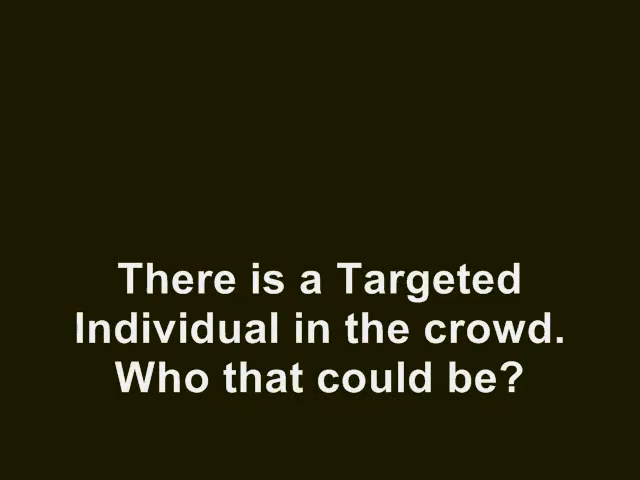 There is a Targeted
Individual in the crowd.
Who that could be?